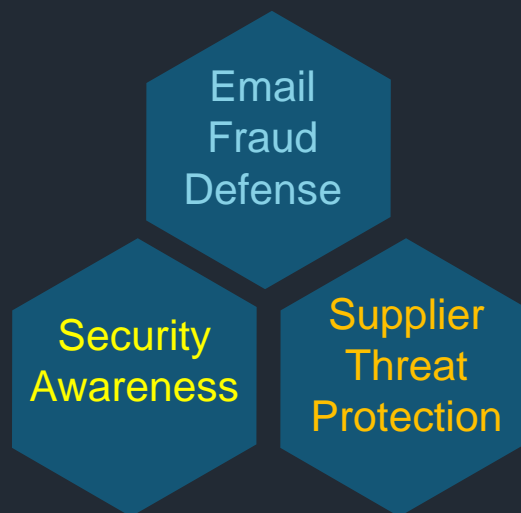 Email
Fraud
Defense
Security
Awareness
Supplier
Threat
Protection